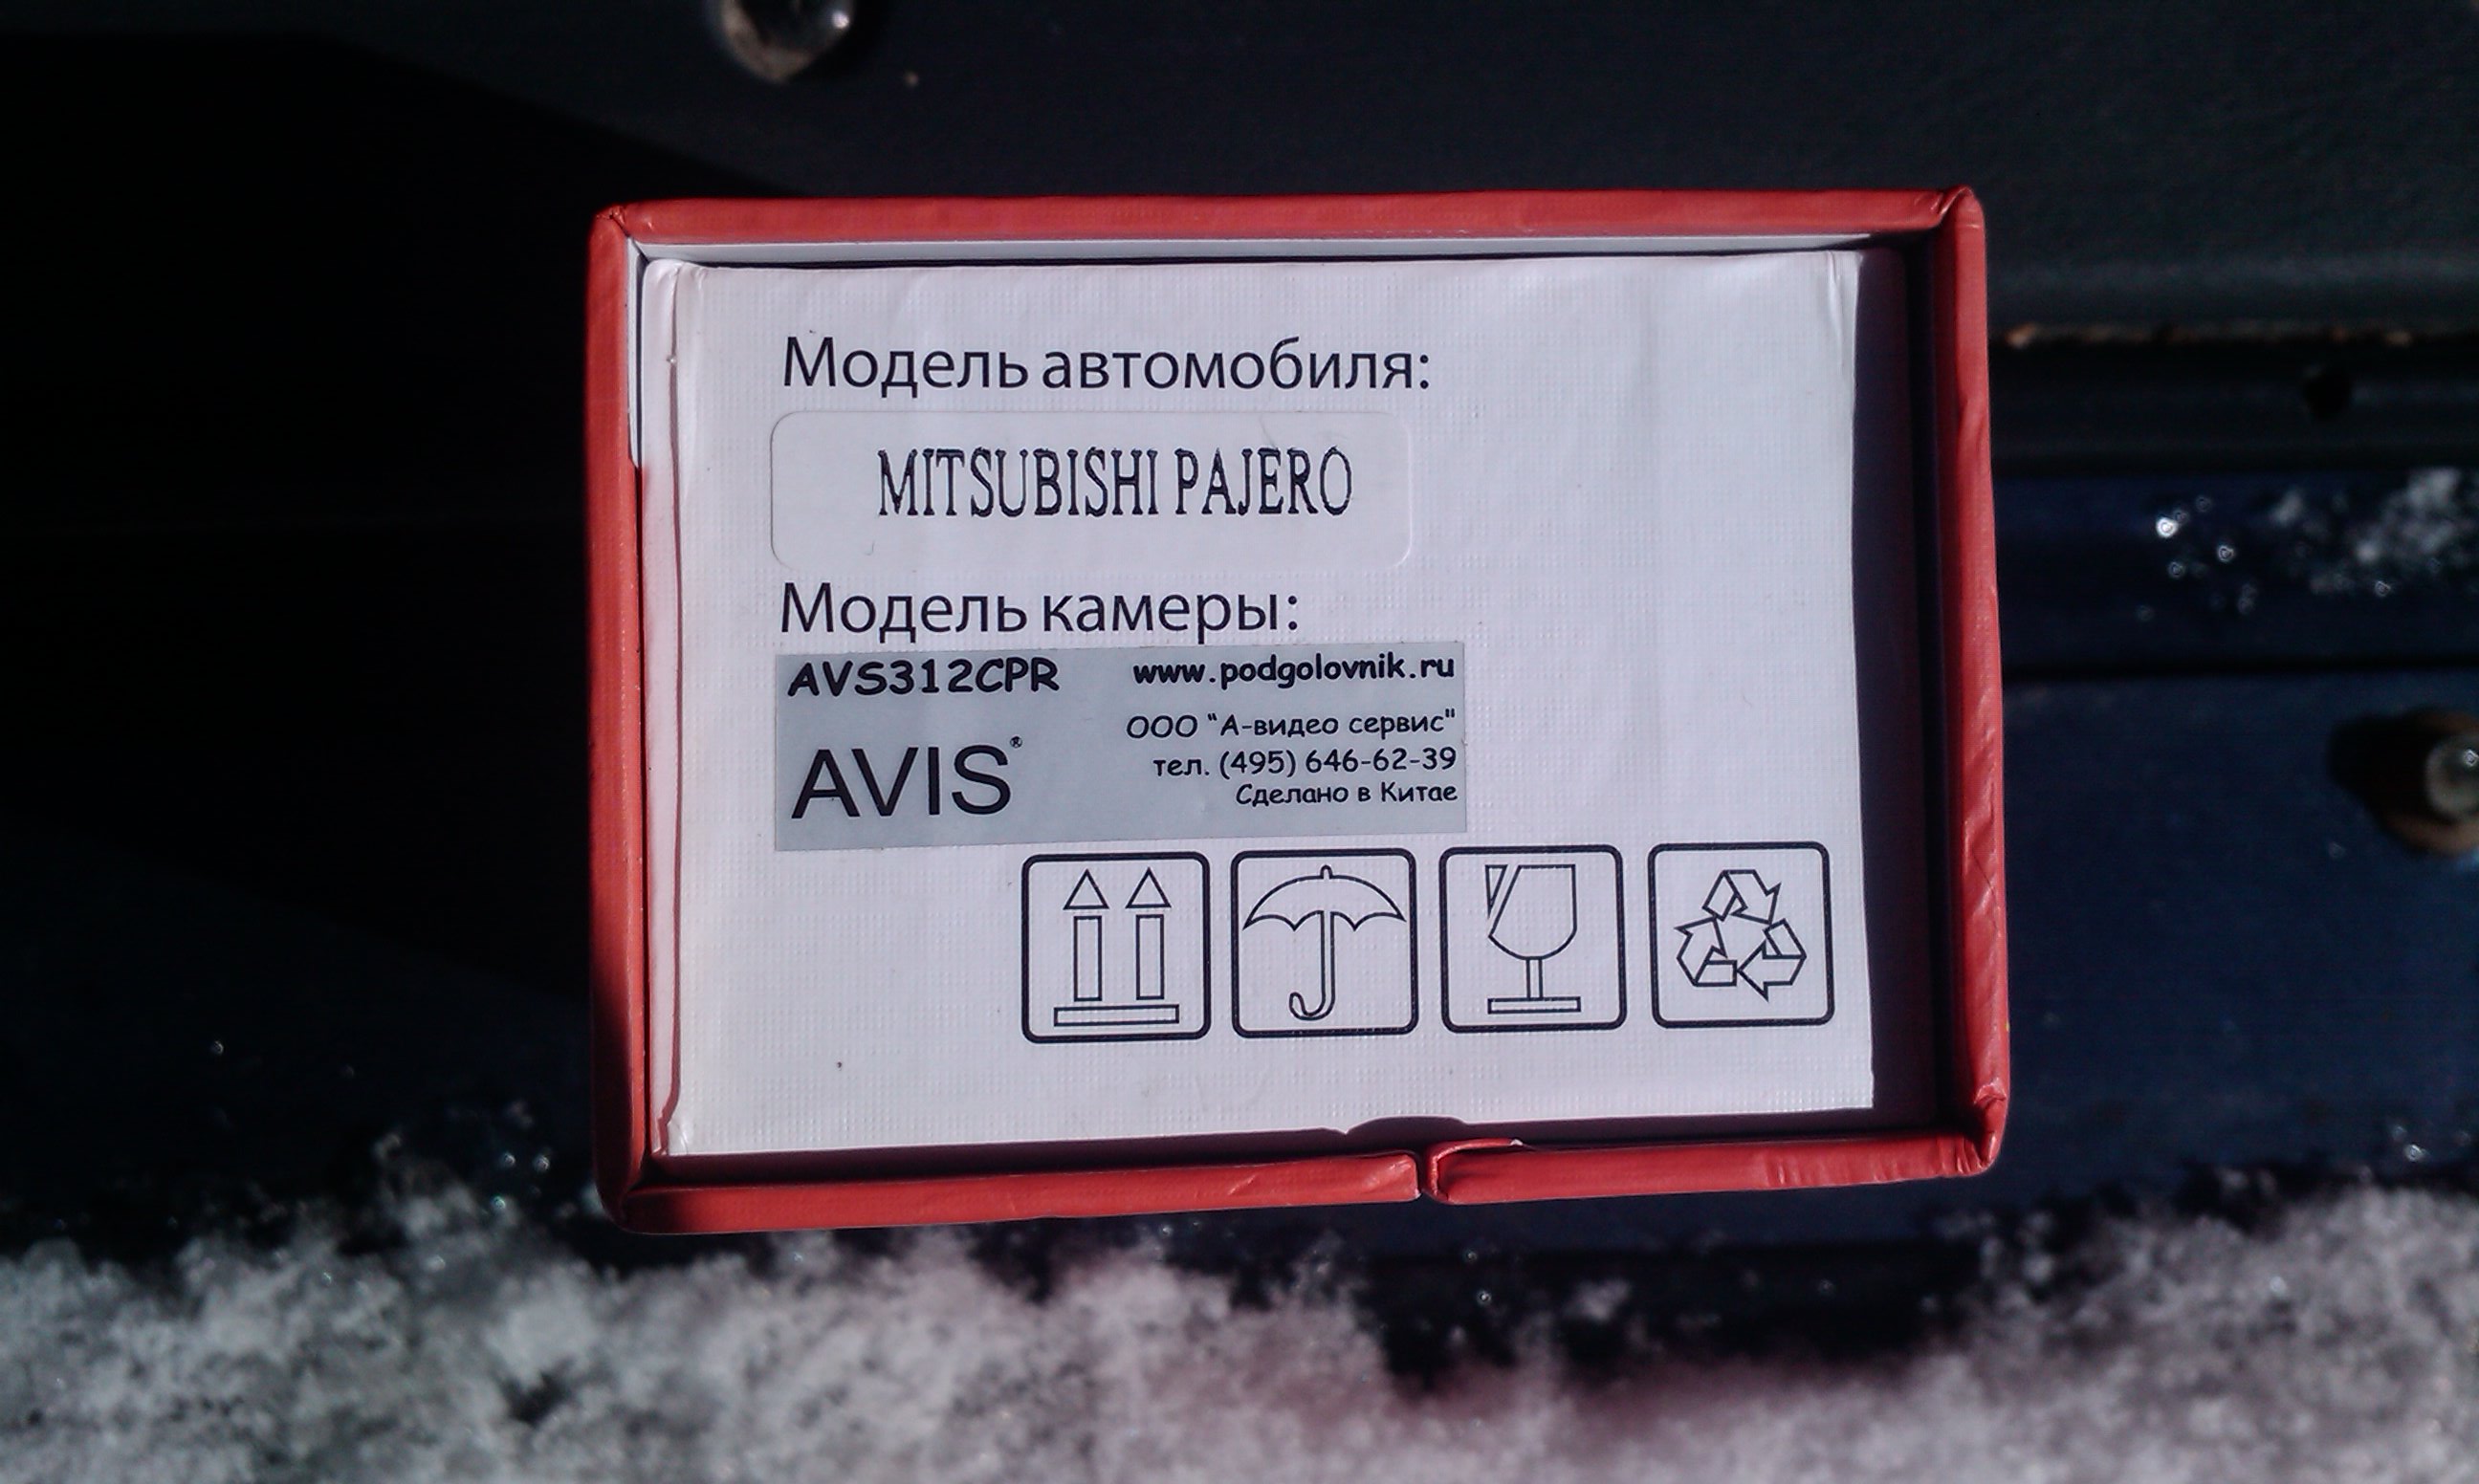 Модель автомобиля:
MITSUBISHI PAJERO
Модель камеры:
AVS312CPR
www.podgolovnik.ru
ООО "А-видео сервис"
тел. (495) 646-62-39
Сделано в Китае
AVIS®